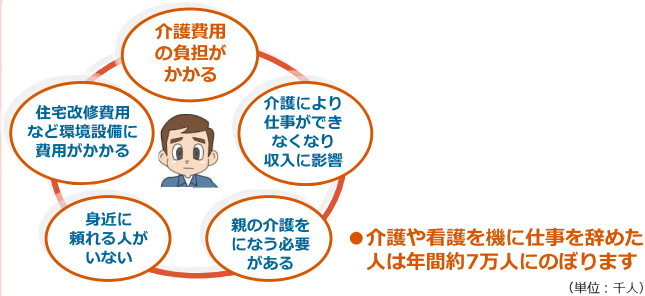 介護費用
の負担が
かかる
介護により
仕事ができ
なくなり
収入に影響
親の介護を
になう必要
がある
身近に
頼れる人が
いない
住宅改修費用
など環境設備に
費用がかかる
●介護や看護を機に仕事を辞めた
人は年間約7万人にのぼります
（単位：千人）